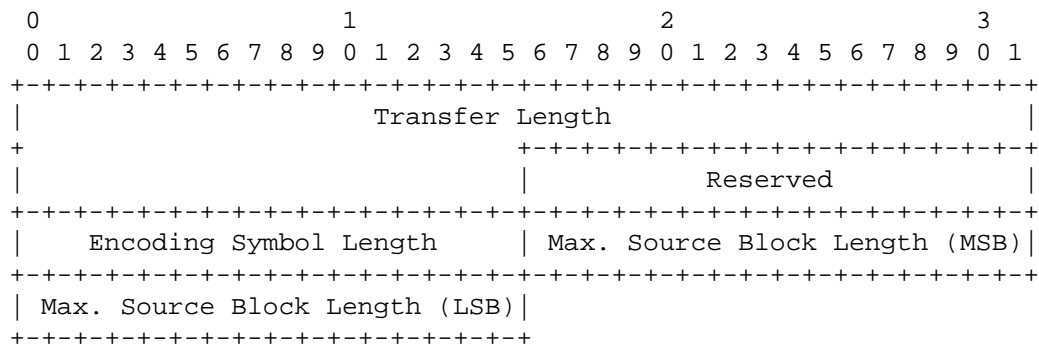 0                   1                   2                   3
 0 1 2 3 4 5 6 7 8 9 0 1 2 3 4 5 6 7 8 9 0 1 2 3 4 5 6 7 8 9 0 1
+-+-+-+-+-+-+-+-+-+-+-+-+-+-+-+-+-+-+-+-+-+-+-+-+-+-+-+-+-+-+-+-+
|                      Transfer Length                          |
+                               +-+-+-+-+-+-+-+-+-+-+-+-+-+-+-+-+
|                               |           Reserved            |
+-+-+-+-+-+-+-+-+-+-+-+-+-+-+-+-+-+-+-+-+-+-+-+-+-+-+-+-+-+-+-+-+
|    Encoding Symbol Length     | Max. Source Block Length (MSB)|
+-+-+-+-+-+-+-+-+-+-+-+-+-+-+-+-+-+-+-+-+-+-+-+-+-+-+-+-+-+-+-+-+
| Max. Source Block Length (LSB)|
+-+-+-+-+-+-+-+-+-+-+-+-+-+-+-+-+